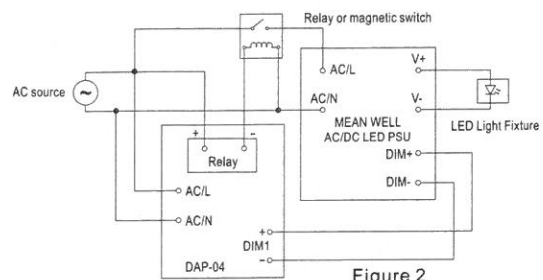 Relay or magnetic switch
AC source
AC/L
AC/N
V+
V-
MEAN WELL
AC/DC LED PSU
LED Light Fixture
DIM+
DIM-
+
-
Relay
AC/L
AC/N
+
DIM1
-
DAP-04
Figure 2